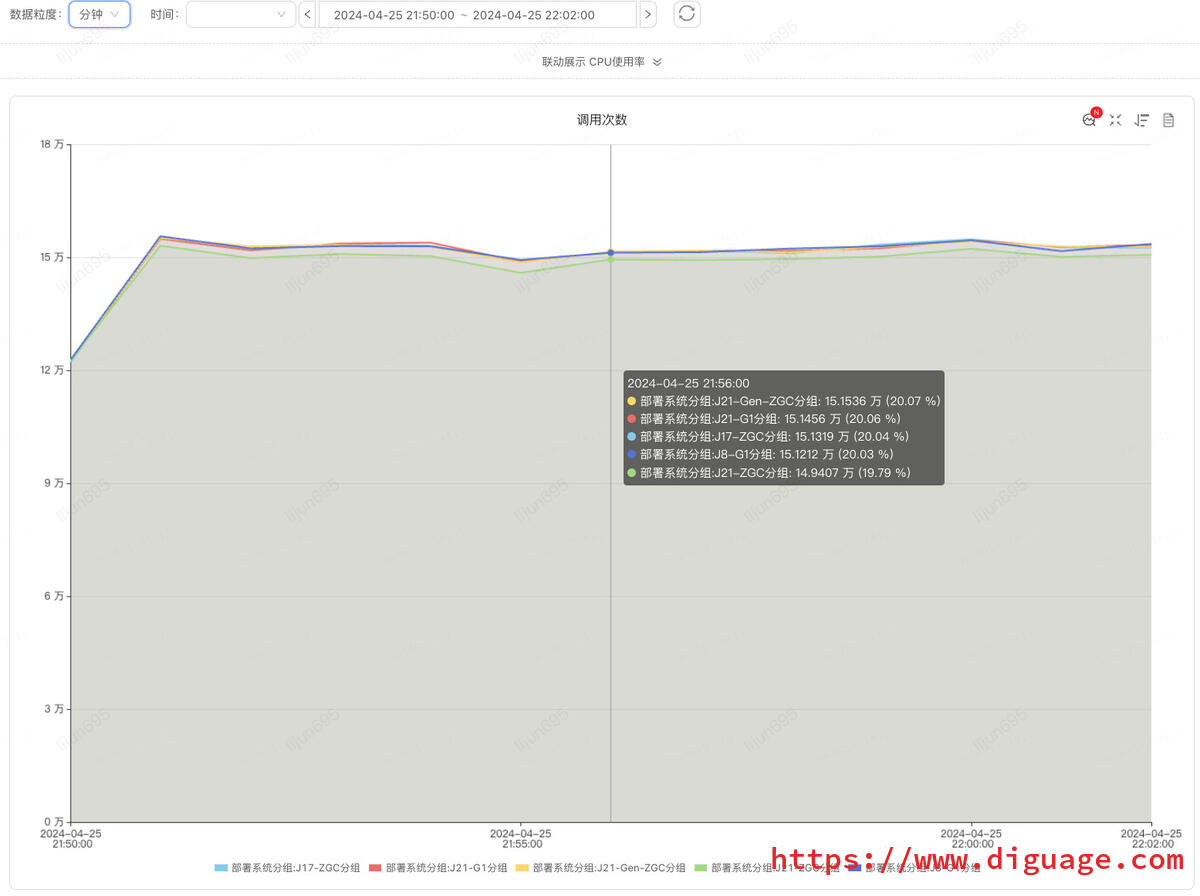 数据粒度: 分钟 时间: 2024-04-25 21:50:00 ~ 2024-04-25 22:02:00
联动展示 CPU使用率
调用次数
N
18 万
15 万
12 万
9 万
6 万
3 万
0 万
2024-04-25 21:56:00
部署系统分组:J21-Gen-ZGC分组: 15.1536 万 (20.07 %)
部署系统分组:J21-G1分组: 15.1456 万 (20.06 %)
部署系统分组:J17-ZGC分组: 15.1319 万 (20.04 %)
部署系统分组:J8-G1分组: 15.1212 万 (20.03 %)
部署系统分组:J21-ZGC分组: 14.9407 万 (19.79 %)
2024-04-25 2024-04-25 2024-04-25 2024-04-25
21:50:00 21:55:00 22:00:00 22:02:00
部署系统分组:J17-ZGC分组 部署系统分组:J21-G1分组 部署系统分组:J21-Gen-ZGC分组 部署系统分组:J21-ZGC分组 部署系统分组:J8-G1分组
https://www.diguage.com
lijun695